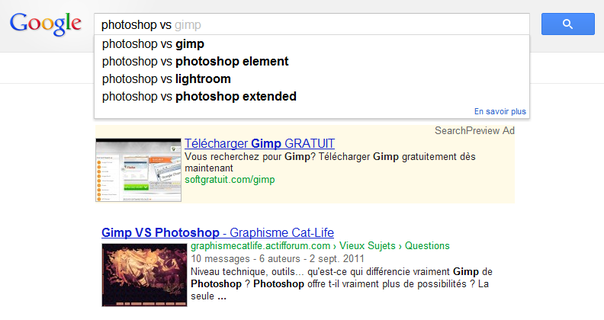 Google
photoshop vs gimp
photoshop vs gimp
photoshop vs photoshop element
photoshop vs lightroom
photoshop vs photoshop extended
En savoir plus
SearchPreview Ad
Télécharger Gimp GRATUIT
Vous recherchez pour Gimp? Télécharger Gimp gratuitement dès
maintenant
softgratuit.com/gimp
Gimp VS Photoshop - Graphisme Cat-Life
graphismecatlife.actifforum.com › Vieux Sujets › Questions
10 messages - 6 auteurs - 2 sept. 2011
Niveau technique, outils... qu'est-ce qui différencie vraiment Gimp de
Photoshop ? Photoshop offre t-il vraiment plus de possibilités ? La
seule ...